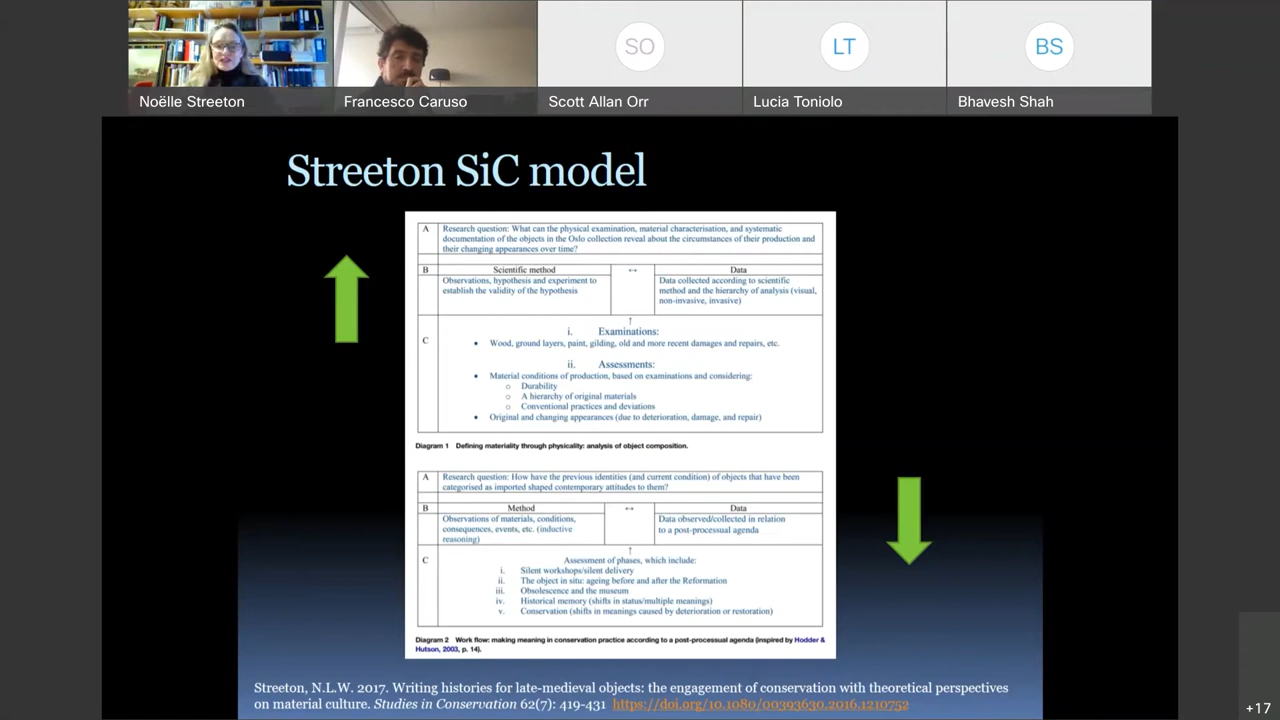 SO
LT
BS
Noëlle Streeton
Francesco Caruso
Scott Allan Orr
Lucia Toniolo
Bhavesh Shah
Streeton SiC model
A
Research question: What can the physical examination, material characterisation, and systematic
documentation of the objects in the Oslo collection reveal about the circumstances of their production and
their changing appearances over time?
B
Scientific method
↔
Data
Observations, hypothesis and experiment to
establish the validity of the hypothesis
Data collected according to scientific
method and the hierarchy of analysis (visual,
non-invasive, invasive)
↑
C
i. Examinations:
• Wood, ground layers, paint, gilding, old and more recent damages and repairs, etc.
ii. Assessments:
• Material conditions of production, based on examinations and considering:
o Durability
o A hierarchy of original materials
o Conventional practices and deviations
• Original and changing appearances (due to deterioration, damage, and repair)
Diagram 1 Defining materiality through physicality: analysis of object composition.
A
Research question: How have the previous identities (and current condition) of objects that have been
categorised as imported shaped contemporary attitudes to them?
B
Method
↔
Data
Observations of materials, conditions,
consequences, events, etc. (inductive
reasoning)
Data observed/collected in relation
to a post-processual agenda
↑
C
Assessment of phases, which include:
i. Silent workshops/silent delivery
ii. The object in situ: ageing before and after the Reformation
iii. Obsolescence and the museum
iv. Historical memory (shifts in status/multiple meanings)
v. Conservation (shifts in meanings caused by deterioration or restoration)
Diagram 2 Work flow: making meaning in conservation practice according to a post-processual agenda (inspired by Hodder &
Hutson, 2003, p. 14).
Streeton, N.L.W. 2017. Writing histories for late-medieval objects: the engagement of conservation with theoretical perspectives
on material culture. Studies in Conservation 62(7): 419-431 https://doi.org/10.1080/00393630.2016.1210752
+17